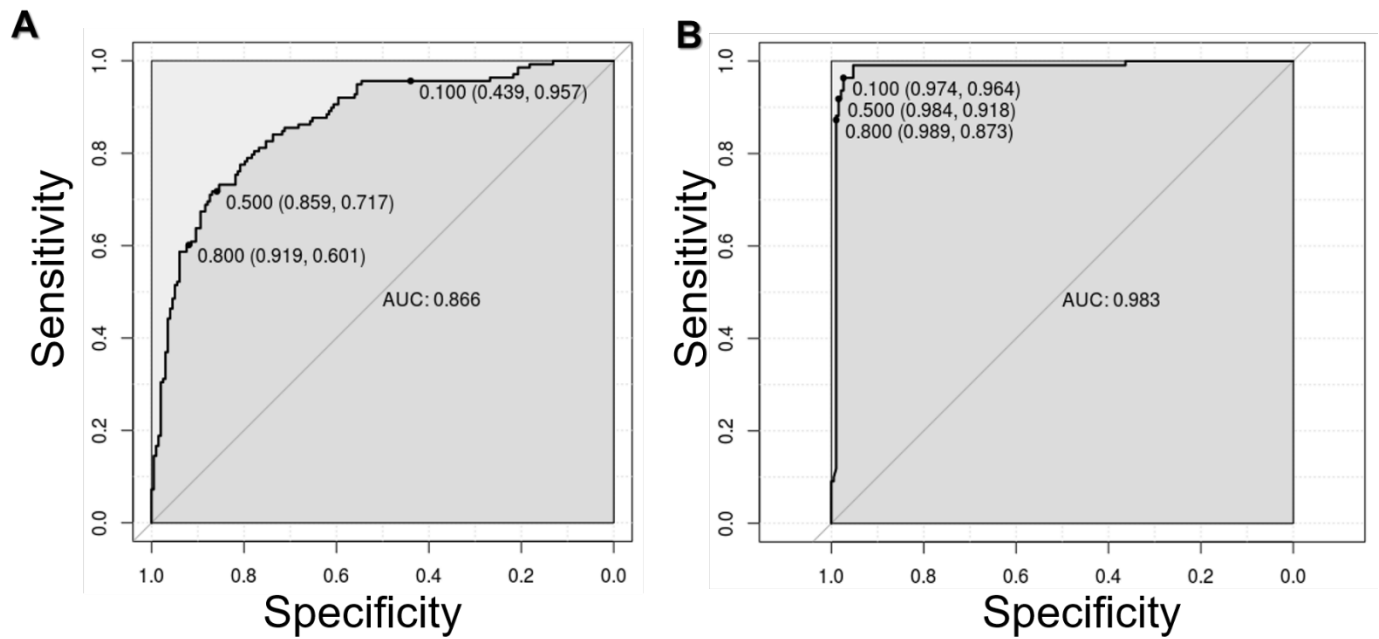 A
Sensitivity
1.0
0.8
0.6
0.4
0.2
0.0
0.100 (0.439, 0.957)
0.500 (0.859, 0.717)
0.800 (0.919, 0.601)
AUC: 0.866
1.0 0.8 0.6 0.4 0.2 0.0
Specificity
B
Sensitivity
1.0
0.8
0.6
0.4
0.2
0.0
0.100 (0.974, 0.964)
0.500 (0.984, 0.918)
0.800 (0.989, 0.873)
AUC: 0.983
1.0 0.8 0.6 0.4 0.2 0.0
Specificity